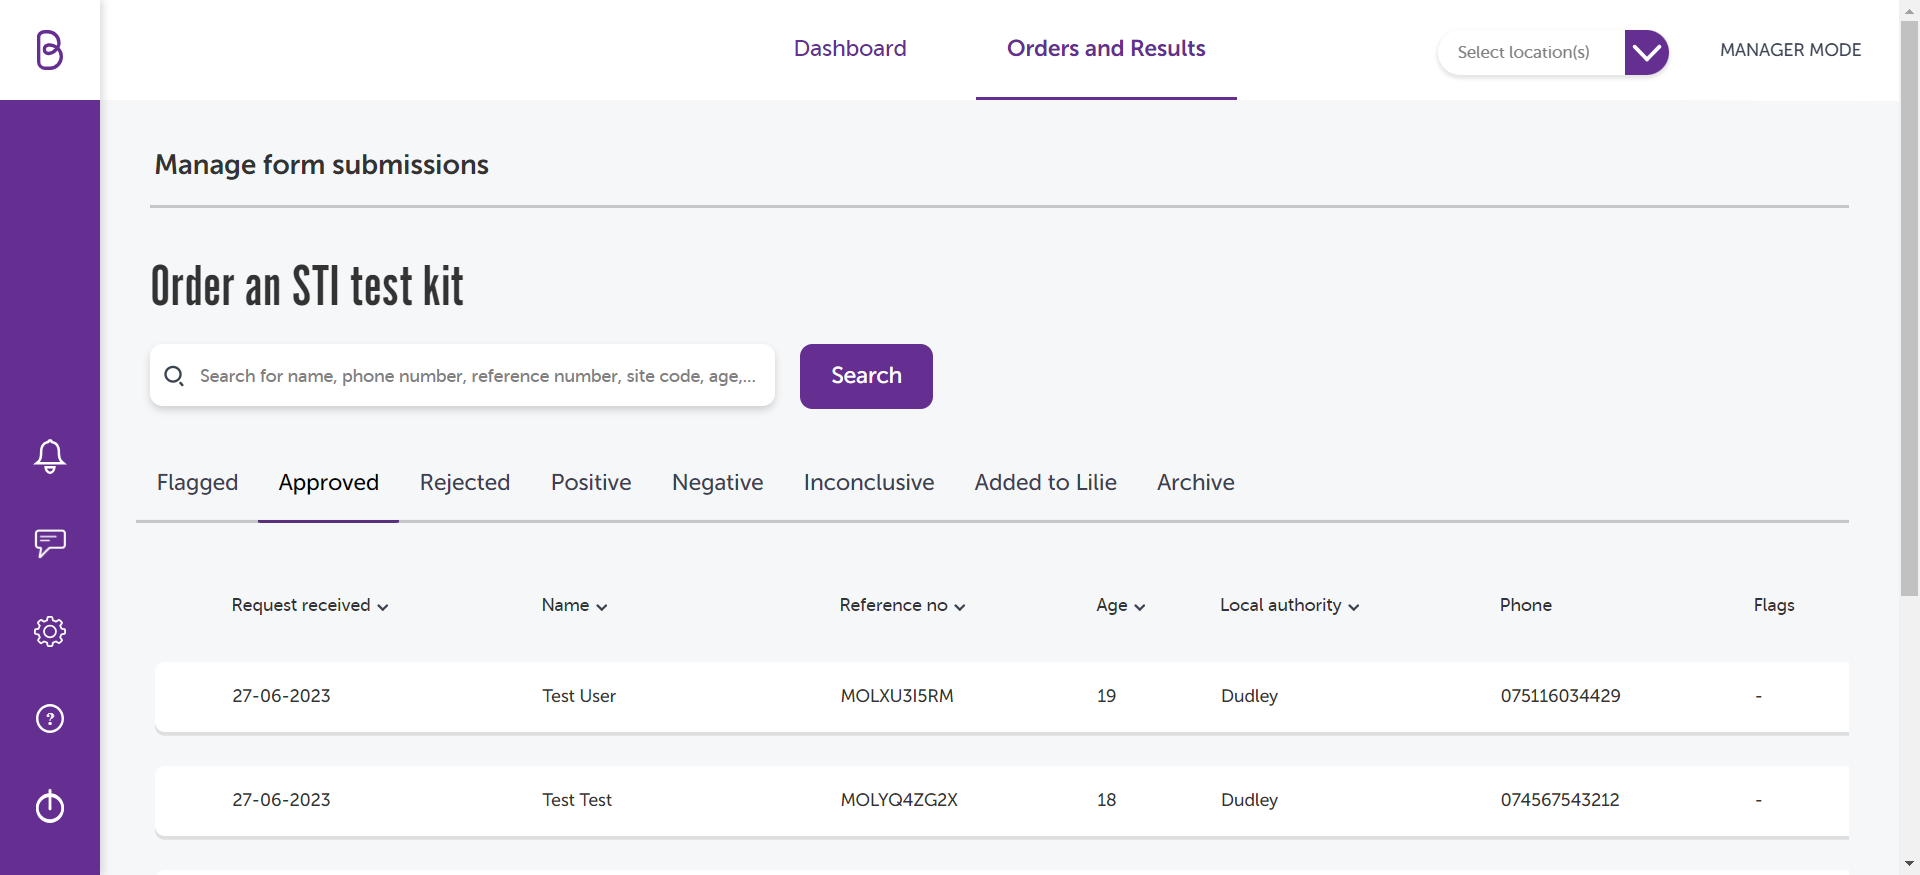 B
Dashboard
Orders and Results
Select location(s)
MANAGER MODE
Manage form submissions
Order an STI test kit
Search for name, phone number, reference number, site code, age,...
Search
Flagged Approved Rejected Positive Negative Inconclusive Added to Lilie Archive
Request received Name Reference no Age Local authority Phone Flags
27-06-2023 Test User MOLXU3I5RM 19 Dudley 075116034429 -
27-06-2023 Test Test MOLYQ4ZG2X 18 Dudley 074567543212 -
?